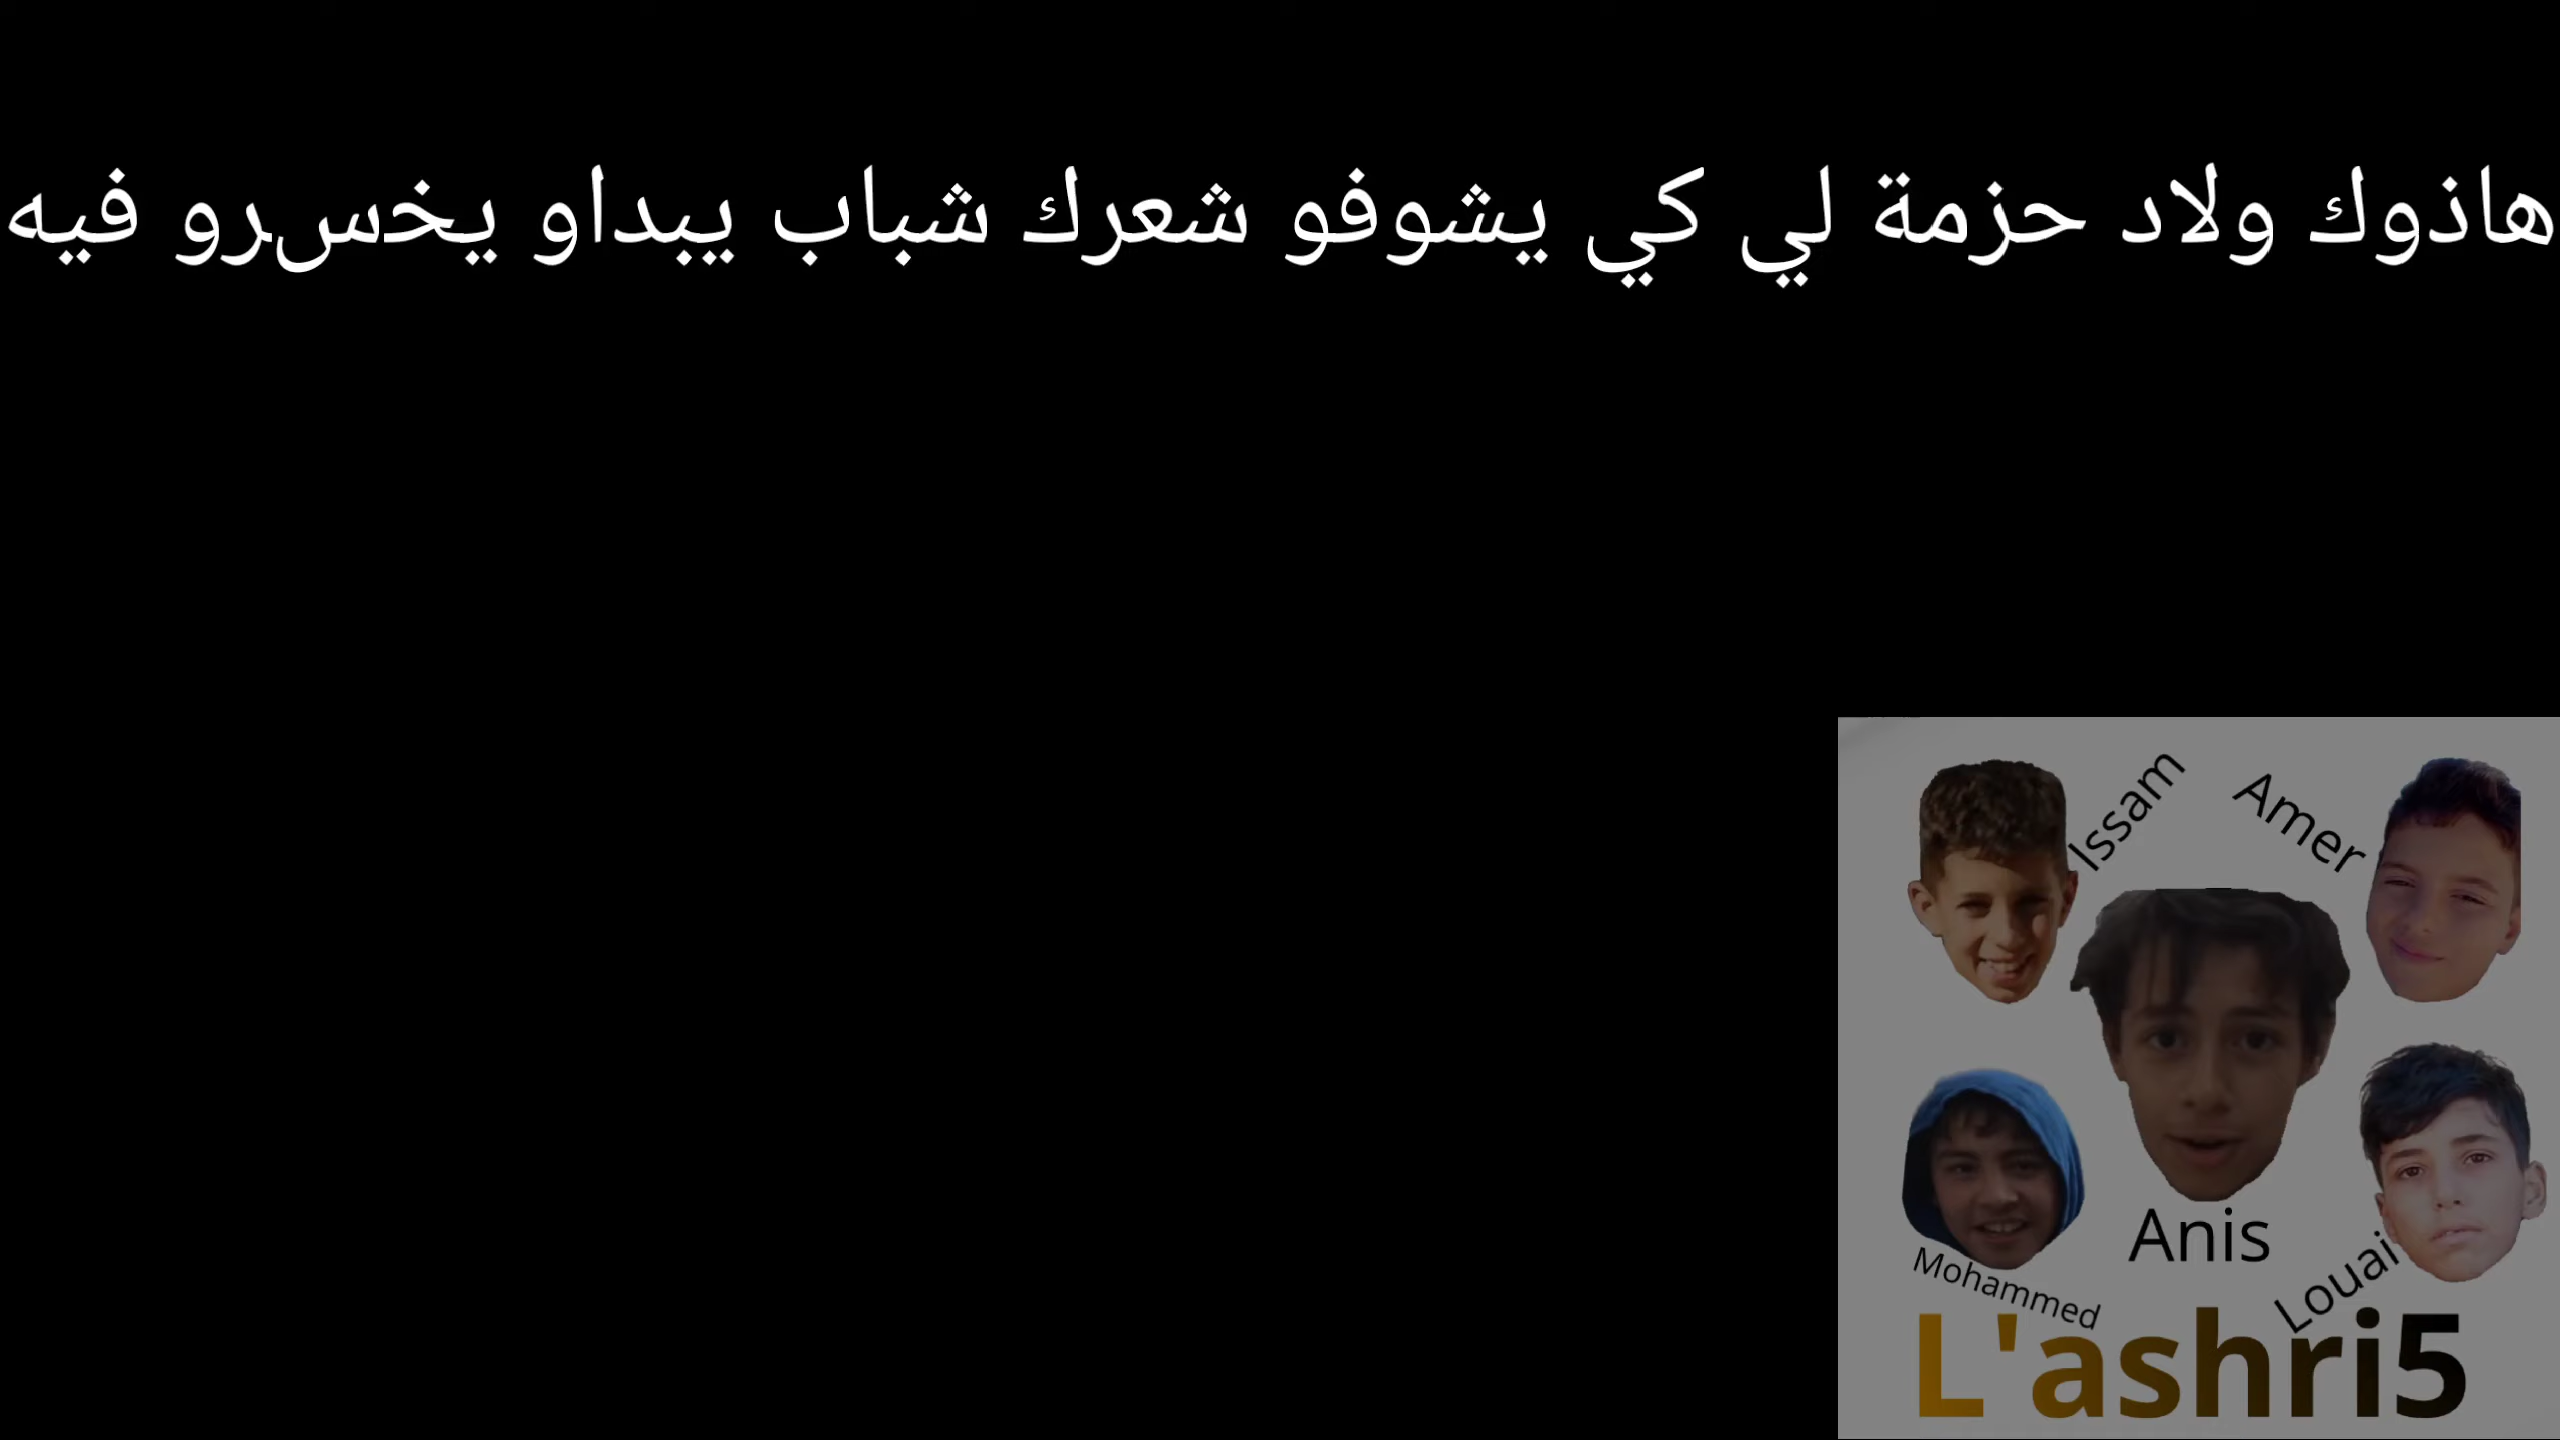 هاذوك ولاد حزمة لي كي يشوفو شعرك شباب يبداو يخسرو فيه
Issam
Amer
Anis
Mohammed
Louai
L'ashri5